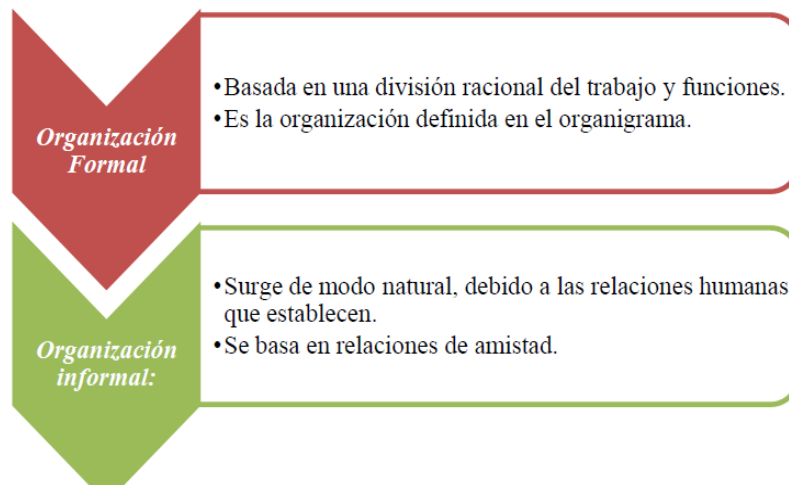 •Basada en una división racional del trabajo y funciones.
•Es la organización definida en el organigrama.
Organización
Formal
•Surge de modo natural, debido a las relaciones humanas
que establecen.
•Se basa en relaciones de amistad.
Organización
informal: